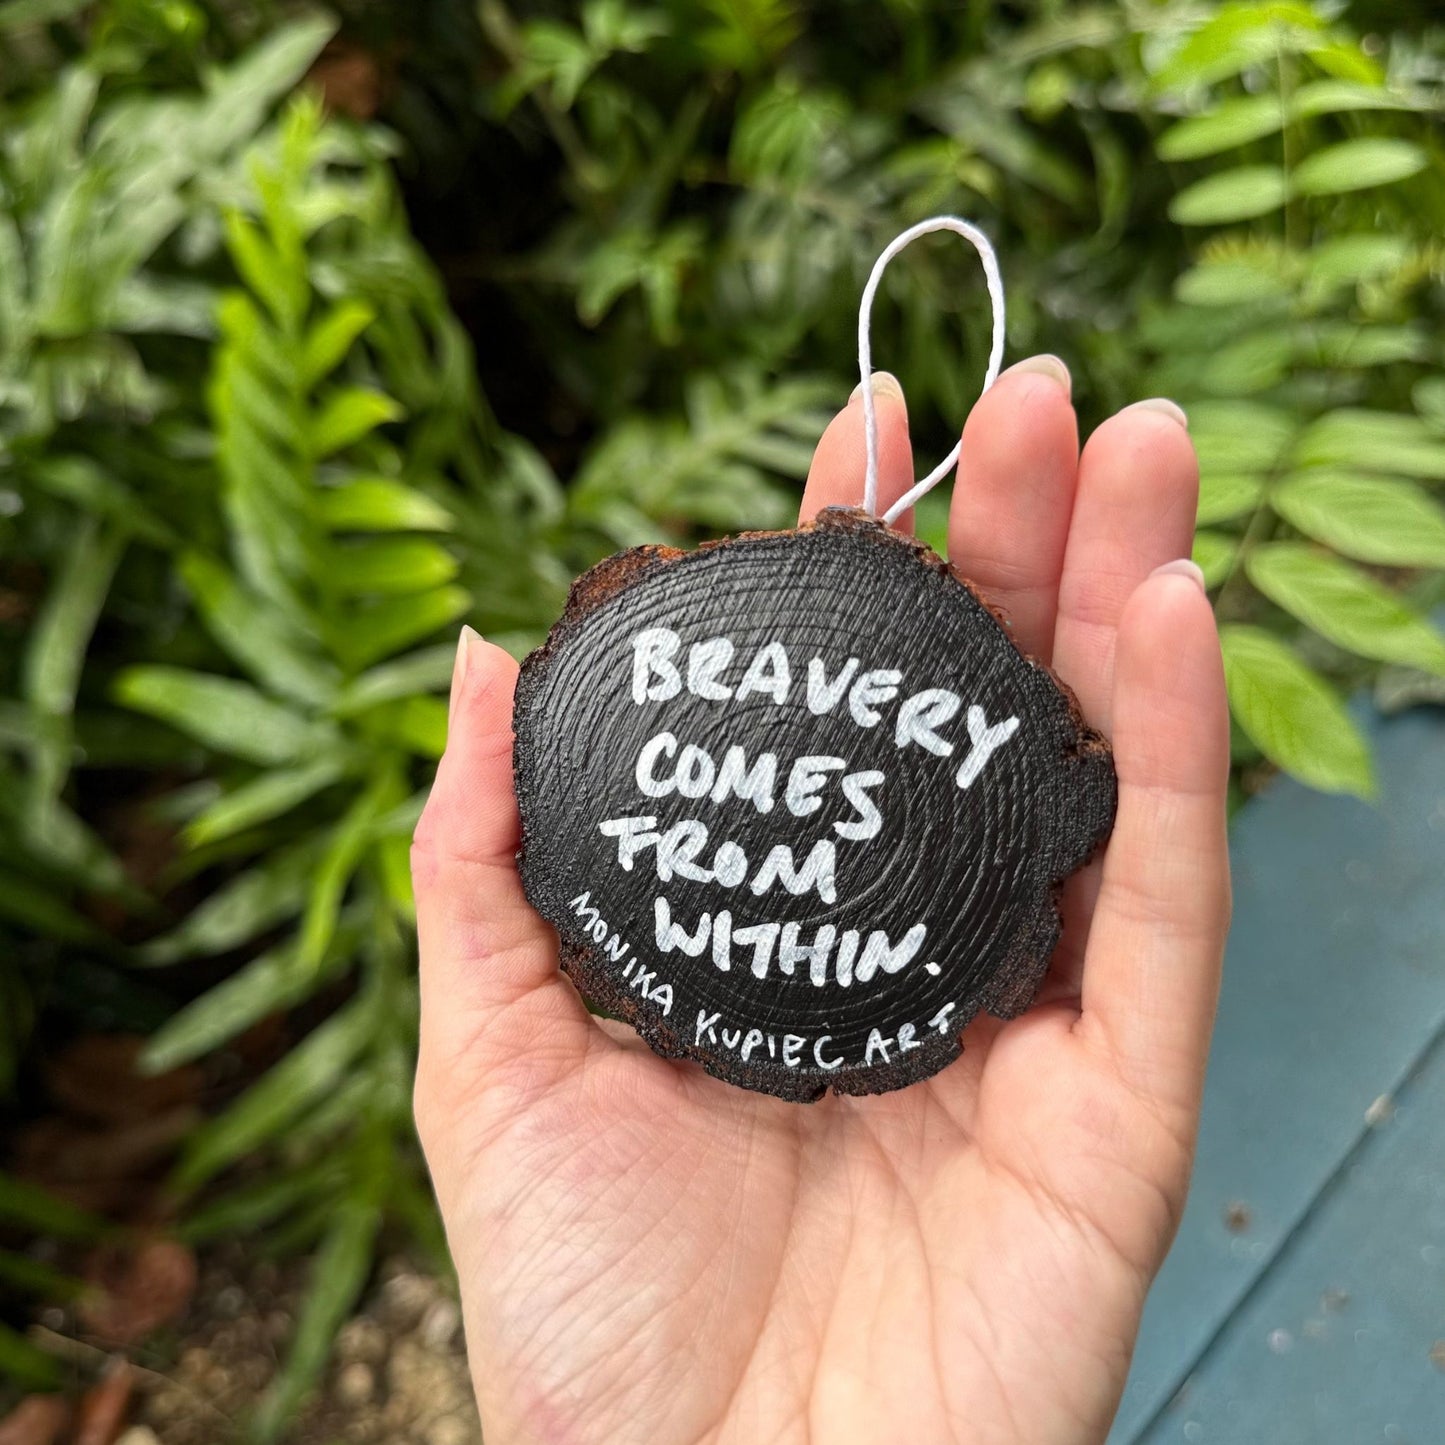 BRAVERY
COMES
FROM
WITHIN.
MONIKA KUPIEC ART